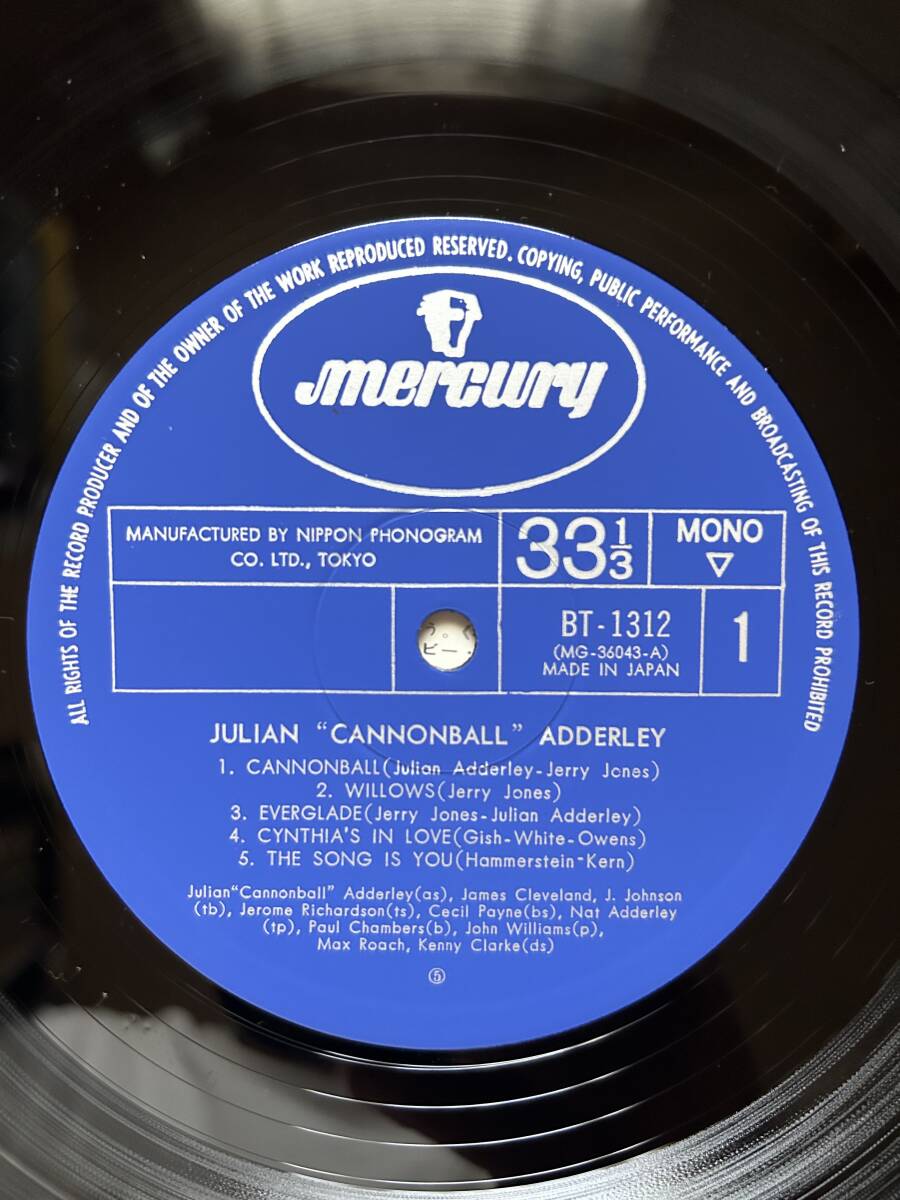 ALL RIGHTS OF THE RECORD PRODUCER AND OF THE OWNER OF THE WORK REPRODUCED RESERVED. COPYING, PUBLIC PERFORMANCE AND BROADCASTING OF THIS RECORD PROHIBITED
mercury
MANUFACTURED BY NIPPON PHONOGRAM
CO. LTD., TOKYO
33 1/3
MONO
▽
BT-1312
(MG-36043-A)
MADE IN JAPAN
1
JULIAN “CANNONBALL” ADDERLEY
1. CANNONBALL(Julian Adderley-Jerry Jones)
2. WILLOWS(Jerry Jones)
3. EVERGLADE(Jerry Jones-Julian Adderley)
4. CYNTHIA'S IN LOVE(Gish-White-Owens)
5. THE SONG IS YOU(Hammerstein-Kern)
Julian“Cannonball” Adderley(as), James Cleveland, J. Johnson
(tb), Jerome Richardson(ts), Cecil Payne(bs), Nat Adderley
(tp), Paul Chambers(b), John Williams(p),
Max Roach, Kenny Clarke(ds)
⑤